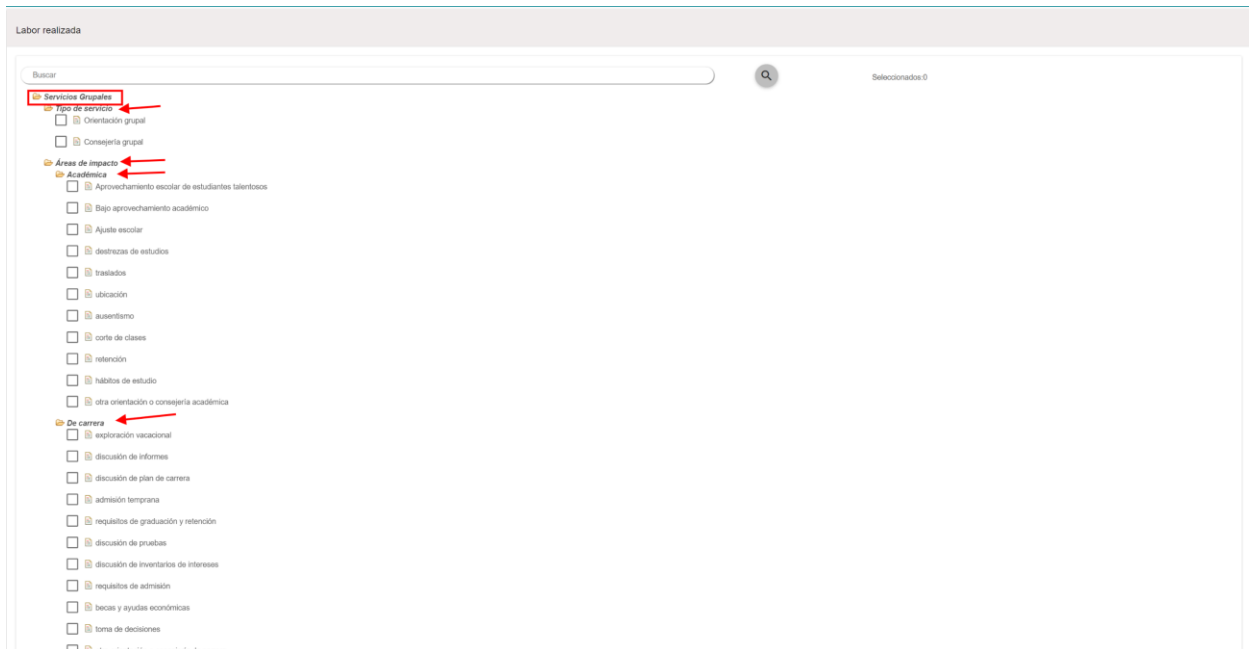 Labor realizada
Buscar
Seleccionados:0
Servicios Grupales
Tipo de servicio
Orientación grupal
Consejería grupal
Áreas de impacto
Académica
Aprovechamiento escolar de estudiantes talentosos
Bajo aprovechamiento académico
Ajuste escolar
destrezas de estudios
traslados
ubicación
ausentismo
corte de clases
retención
hábitos de estudio
otra orientación o consejería académica
De carrera
exploración vacacional
discusión de informes
discusión de plan de carrera
admisión temprana
requisitos de graduación y retención
discusión de pruebas
discusión de inventarios de intereses
requisitos de admisión
becas y ayudas económicas
toma de decisiones